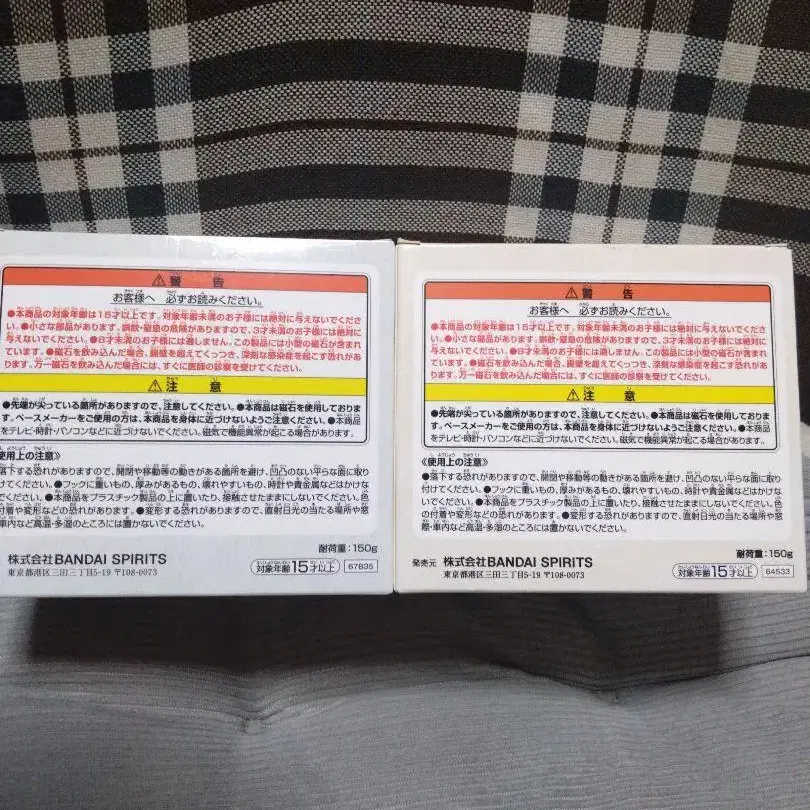 ⚠警告
お客様へ 必ずお読みください。
●本商品の対象年齢は15才以上です。対象年齢未満のお子様には絶対に与えないでくださ
い。●小さな部品があります。誤飲・窒息の危険がありますので、3才未満のお子様には絶対に
与えないでください。●8才未満のお子様には適しません。この製品には小型の磁石が含まれ
ています。●磁石を飲み込んだ場合、腸壁を超えてくっつき、深刻な感染症を起こす恐れがあ
ります。万一磁石を飲み込んだ場合には、すぐに医師の診察を受けてください。
⚠注意
●先端が尖っている箇所がありますので、注意してください。●本商品は磁石を使用しておりま
す。ペースメーカーをご使用の方は、本商品を身体に近づけないようご注意ください。●本商品
をテレビ・時計・パソコンなどに近づけないでください。磁気で機能異常が起こる場合があります。
使用上の注意》
落下する恐れがありますので、開閉や移動等の動きがある箇所を避け、凹凸のない平らな面に取り
付けてください。●フックに重いもの、厚みがあるもの、壊れやすいもの、時計や貴金属などはかけな
いでください。●本商品をプラスチック製品の上に置いたり、接触させたままにしないでください。色
の付着や変形などの恐れがあります。●変形する恐れがありますので、直射日光の当たる場所や窓
際・車内など高温・多湿のところには置かないでください。
耐荷重:150g
株式会社BANDAI SPIRITS
東京都港区三田三丁目5-19 〒108-0073
対象年齢15才以上
67835
⚠警告
お客様へ 必ずお読みください。
●本商品の対象年齢は15才以上です。対象年齢未満のお子様には絶対に与えないでくださ
い。●小さな部品があります。誤飲・窒息の危険がありますので、3才未満のお子様には絶対に
与えないでください。●8才未満のお子様には適しません。この製品には小型の磁石が含まれ
ています。●磁石を飲み込んだ場合、腸壁を超えてくっつき、深刻な感染症を起こす恐れがあ
ります。万一磁石を飲み込んだ場合には、すぐに医師の診察を受けてください。
⚠注意
●先端が尖っている箇所がありますので、注意してください。●本商品は磁石を使用しておりま
す。ペースメーカーをご使用の方は、本商品を身体に近づけないようご注意ください。●本商品
をテレビ・時計・パソコンなどに近づけないでください。磁気で機能異常が起こる場合があります。
《使用上の注意》
●落下する恐れがありますので、開閉や移動等の動きがある箇所を避け、凹凸のない平らな面に取り
付けてください。●フックに重いもの、厚みがあるもの、壊れやすいもの、時計や貴金属などはかけな
いでください。●本商品をプラスチック製品の上に置いたり、接触させたままにしないでください。色
の付着や変形などの恐れがあります。●変形する恐れがありますので、直射日光の当たる場所や窓
際・車内など高温・多湿のところには置かないでください。
耐荷重:150g
発売元 株式会社BANDAI SPIRITS
東京都港区三田三丁目5-19 〒108-0073
対象年齢15才以上
64533